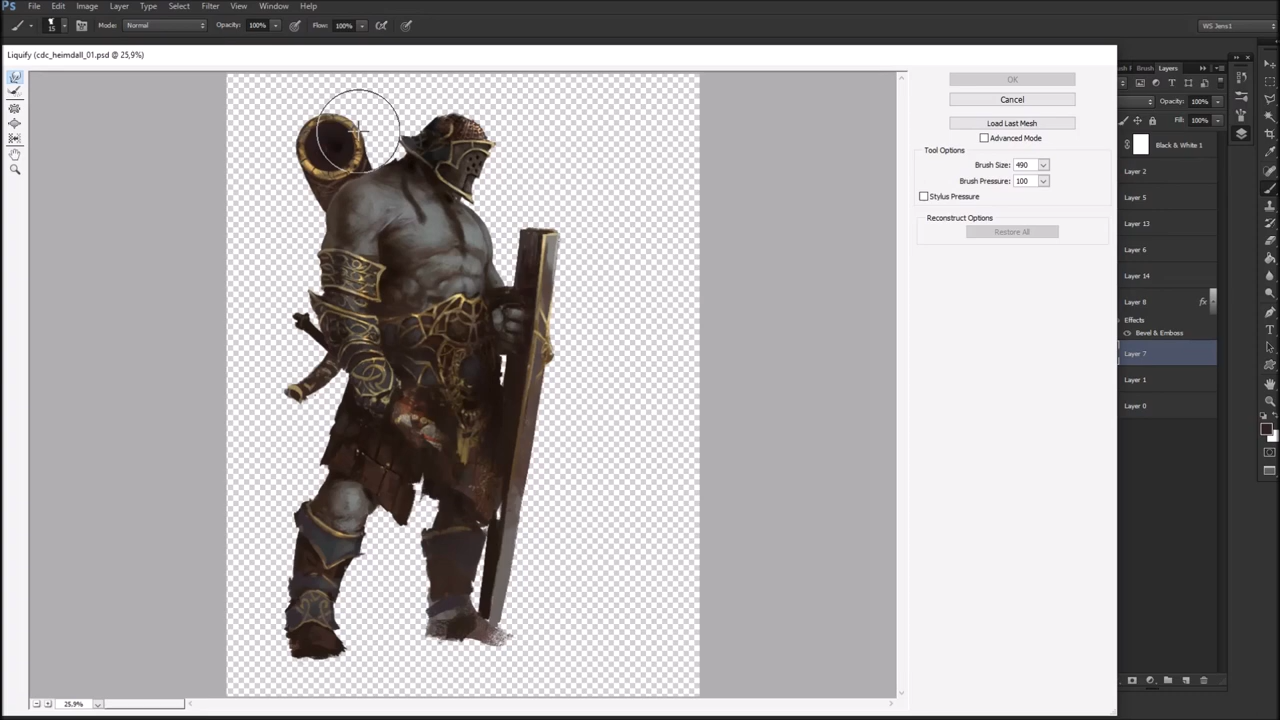 Ps File Edit Image Layer Type Select Filter View Window Help
15 Mode: Normal Opacity: 100% Flow: 100% WS Jens1
Liquify (cdc_heimdall_01.psd @ 25,9%)
OK
Cancel
Load Last Mesh
Advanced Mode
Tool Options
Brush Size: 490
Brush Pressure: 100
Stylus Pressure
Reconstruct Options
Restore All
Brush Layers
Opacity: 100%
Fill: 100%
Black & White 1
Layer 2
Layer 5
Layer 13
Layer 6
Layer 14
Layer 8 fx
Effects
Bevel & Emboss
Layer 7
Layer 1
Layer 0
25.9%